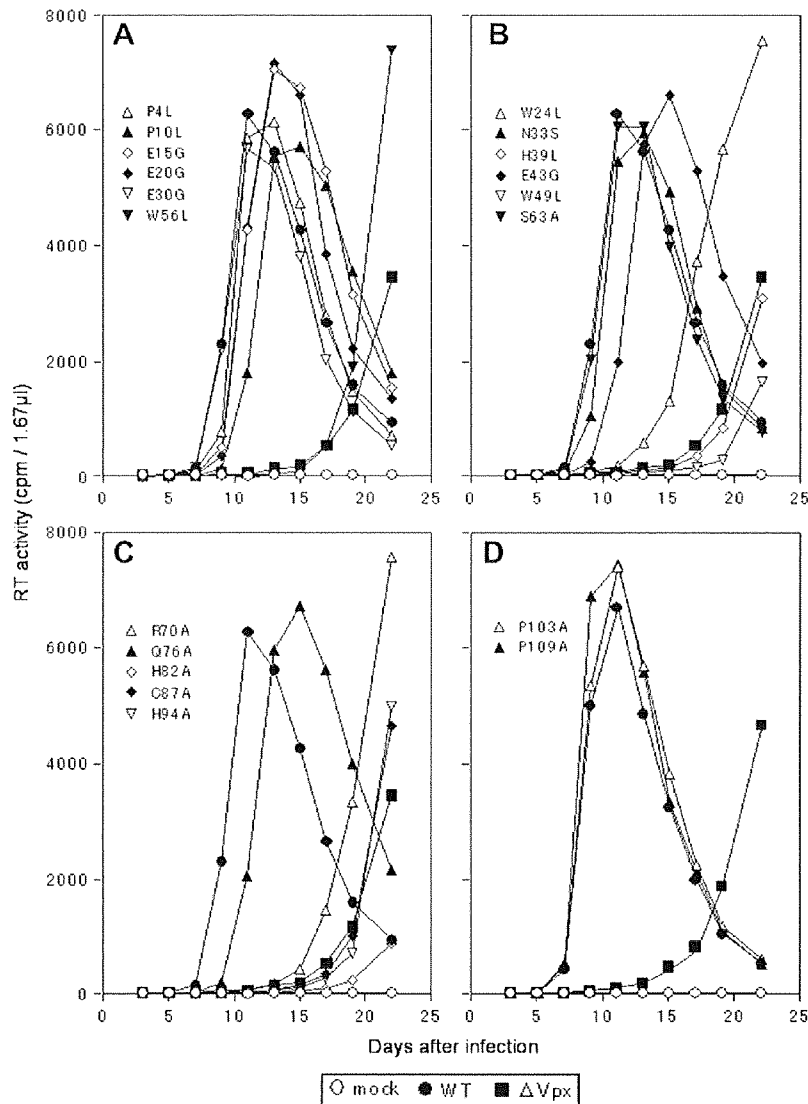 A
8000
6000
4000
2000
0
△ P4L
▲ P10L
◇ E15G
◆ E20G
▽ E30G
▼ W56L
0 5 10 15 20 25
B
△ W24L
▲ N33S
◇ H39L
◆ E43G
▽ W49L
▼ S63A
0 5 10 15 20 25
RT activity (cpm / 1.67µl)
C
8000
6000
4000
2000
0
△ R70A
▲ Q76A
◇ H82A
◆ C87A
▽ H94A
0 5 10 15 20 25
D
△ P103A
▲ P109A
0 5 10 15 20 25
Days after infection
○ mock ● WT ■ △Vpx